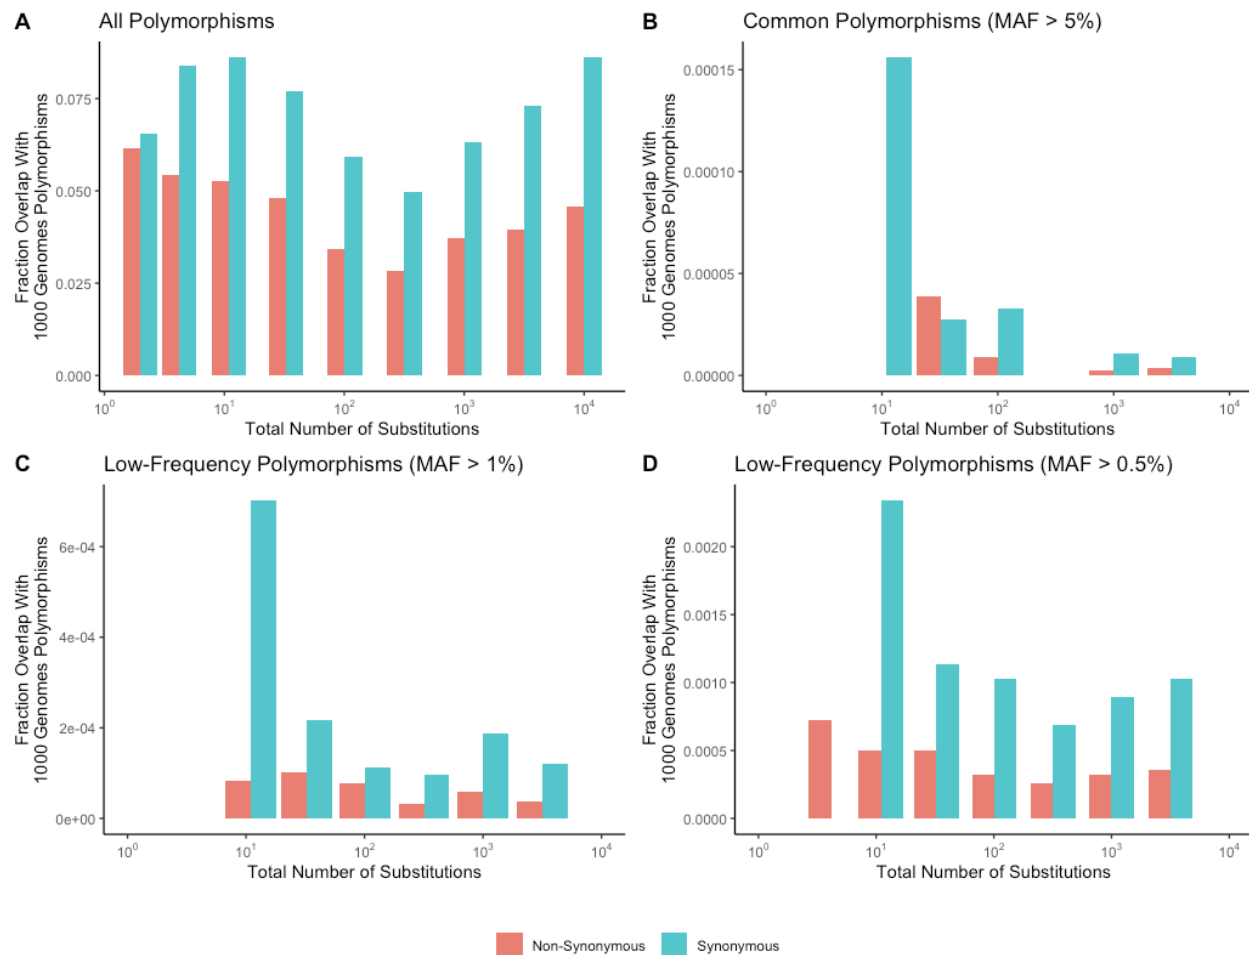 A
All Polymorphisms
Fraction Overlap With
1000 Genomes Polymorphisms
0.075
0.050
0.025
0.000
10^0
10^1
10^2
10^3
10^4
Total Number of Substitutions
B
Common Polymorphisms (MAF > 5%)
Fraction Overlap With
1000 Genomes Polymorphisms
0.00015
0.00010
0.00005
0.00000
10^0
10^1
10^2
10^3
10^4
Total Number of Substitutions
C
Low-Frequency Polymorphisms (MAF > 1%)
Fraction Overlap With
1000 Genomes Polymorphisms
6e-04
4e-04
2e-04
0e+00
10^0
10^1
10^2
10^3
10^4
Total Number of Substitutions
D
Low-Frequency Polymorphisms (MAF > 0.5%)
Fraction Overlap With
1000 Genomes Polymorphisms
0.0020
0.0015
0.0010
0.0005
0.0000
10^0
10^1
10^2
10^3
10^4
Total Number of Substitutions
Non-Synonymous
Synonymous